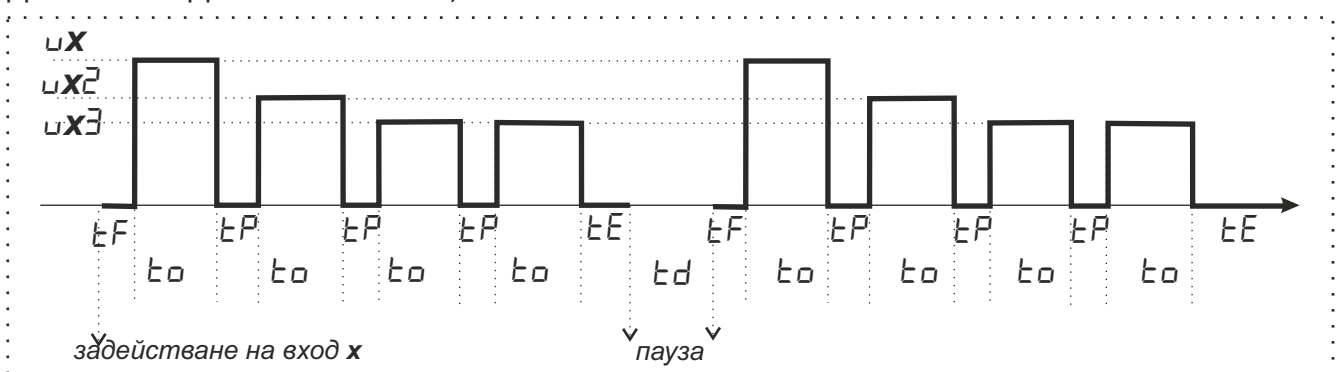 uX
uX2
uX3
tF tP tP tP tE tF tP tP tP tE
to to to to td to to to to
задействане на вход x
пауза